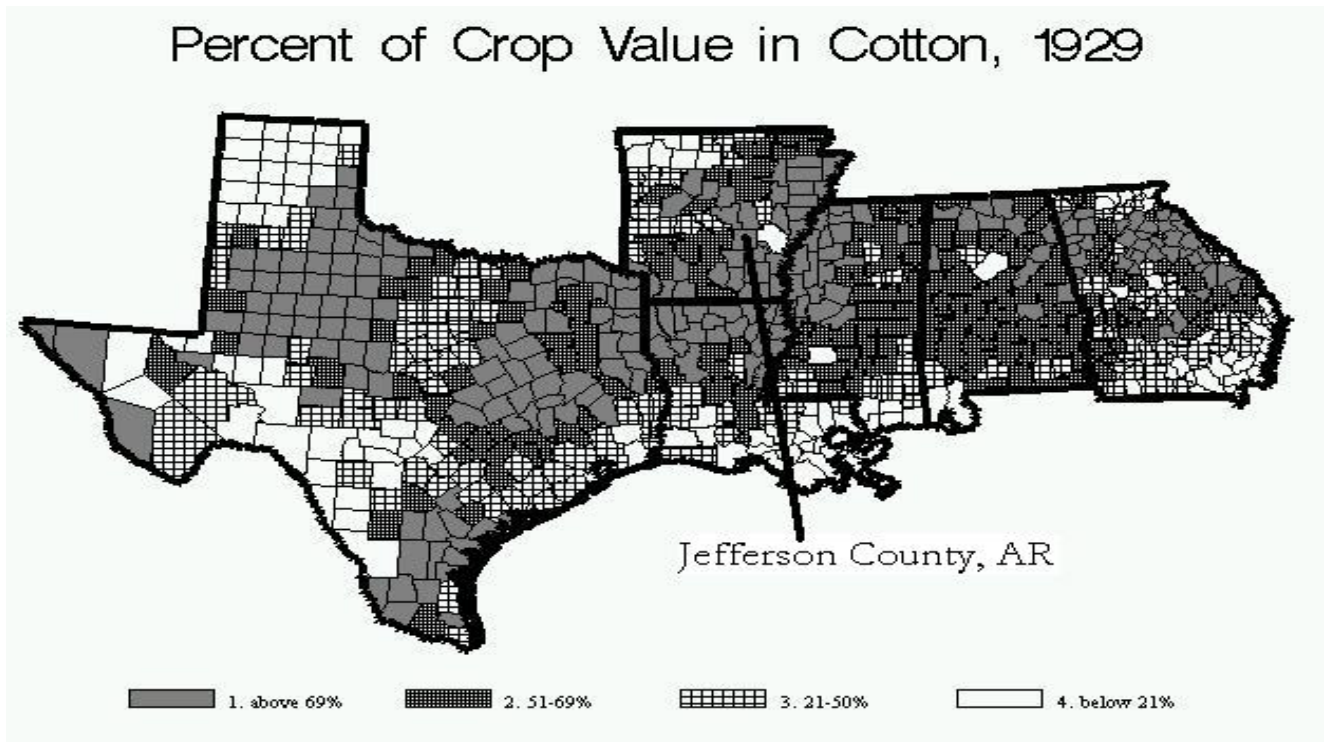 Percent of Crop Value in Cotton, 1929
Jefferson County, AR
1. above 69%
2. 51-69%
3. 21-50%
4. below 21%